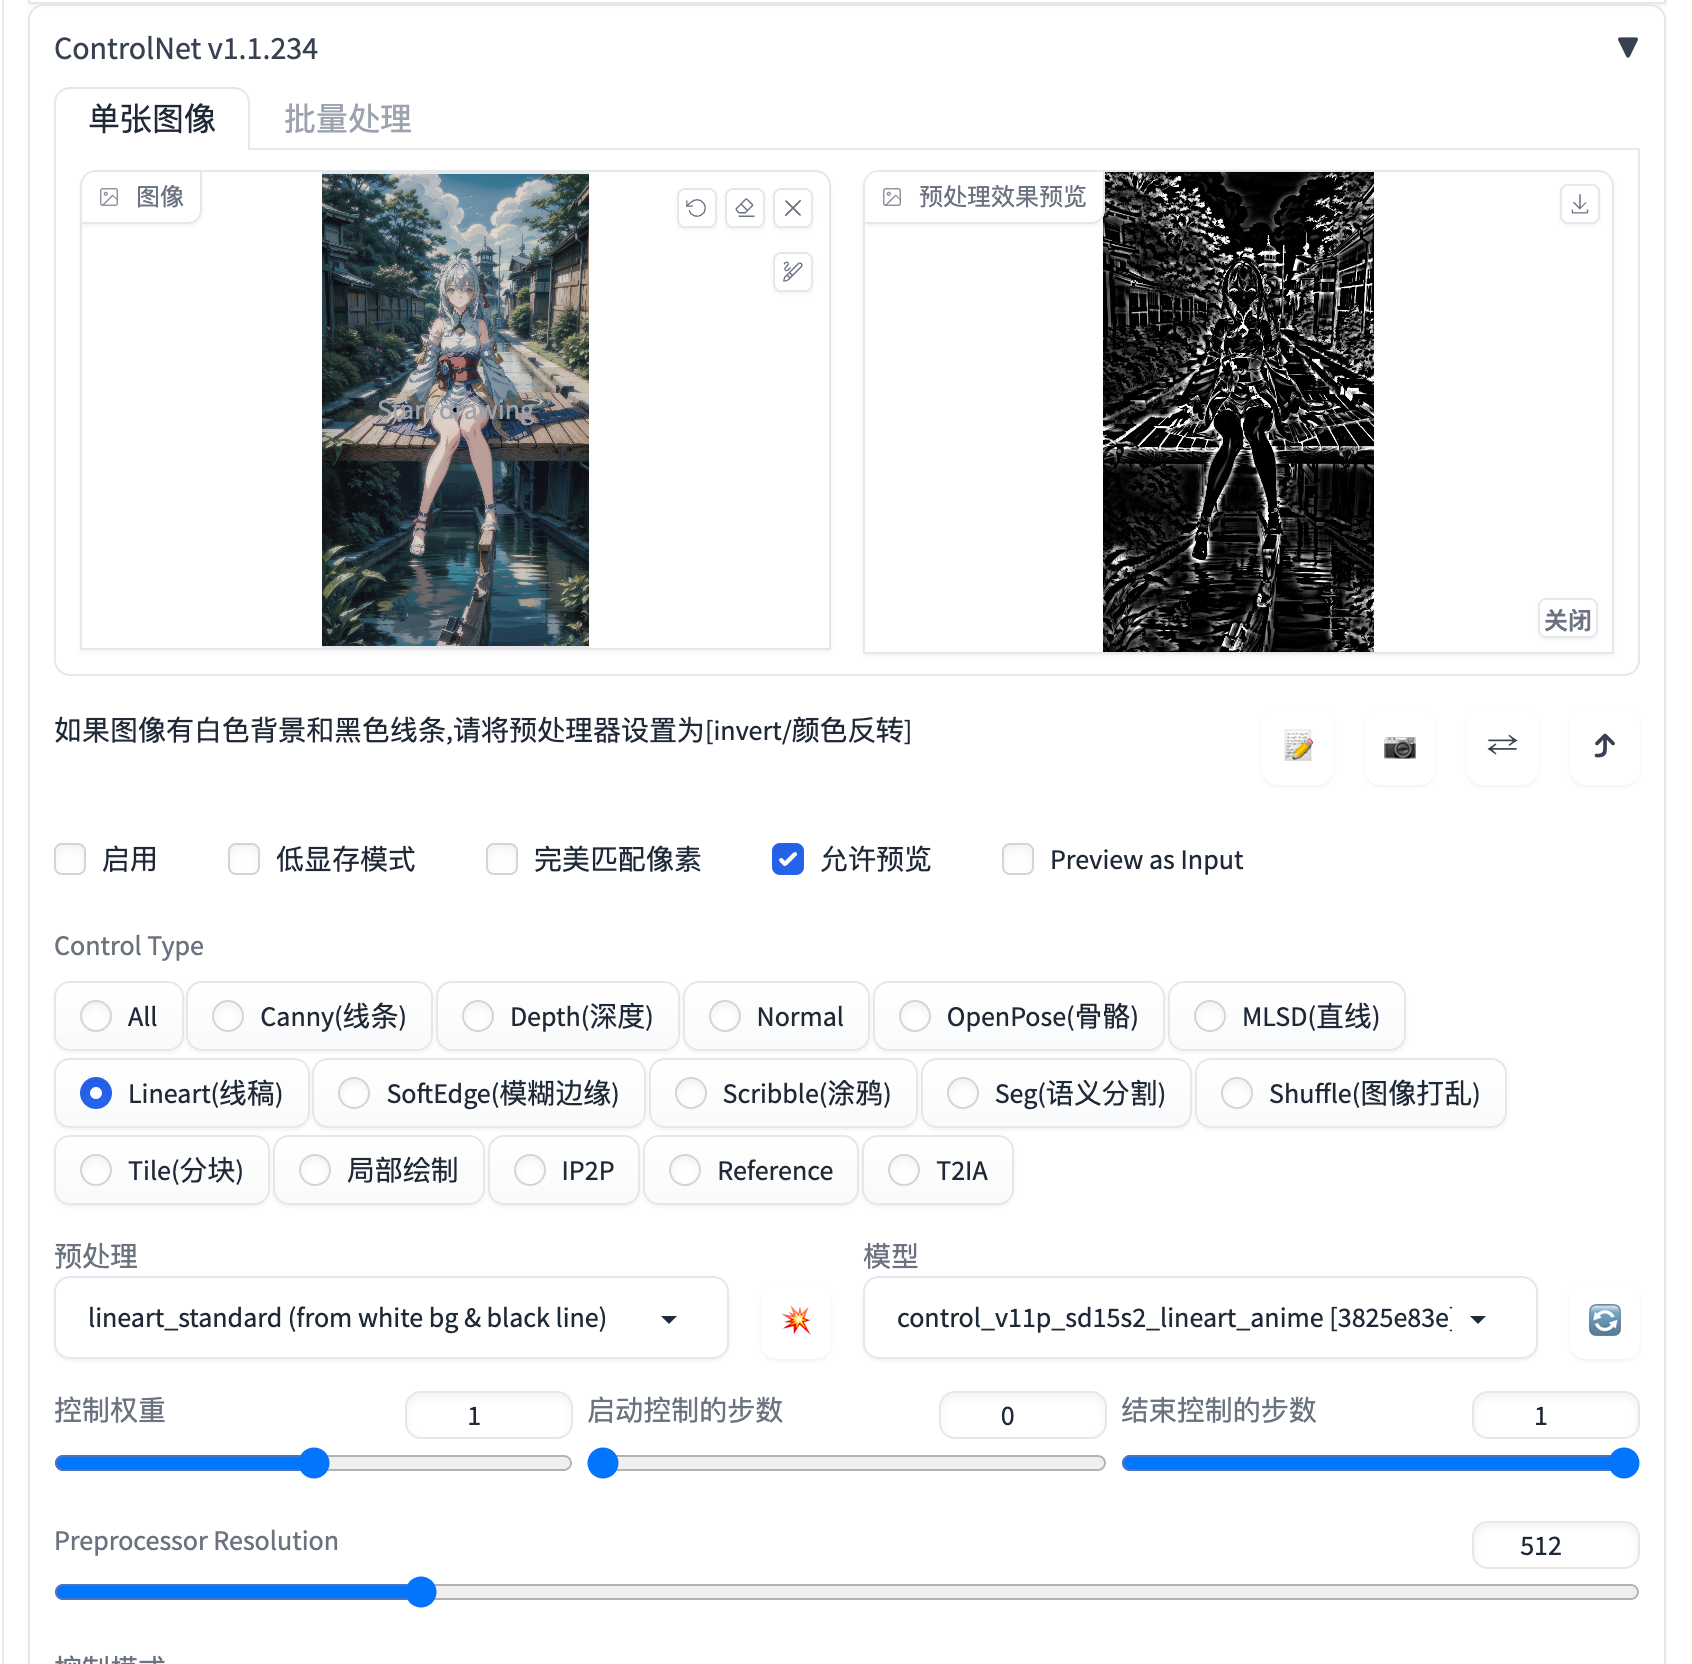 ControlNet v1.1.234
单张图像 批量处理
图像 预处理效果预览
Start drawing
关闭
如果图像有白色背景和黑色线条,请将预处理器设置为[invert/颜色反转]
启用 低显存模式 完美匹配像素 允许预览 Preview as Input
Control Type
All Canny(线条) Depth(深度) Normal OpenPose(骨骼) MLSD(直线)
Lineart(线稿) SoftEdge(模糊边缘) Scribble(涂鸦) Seg(语义分割) Shuffle(图像打乱)
Tile(分块) 局部绘制 IP2P Reference T2IA
预处理 模型
lineart_standard (from white bg & black line) control_v11p_sd15s2_lineart_anime [3825e83e]
控制权重 1 启动控制的步数 0 结束控制的步数 1
Preprocessor Resolution 512
控制模式